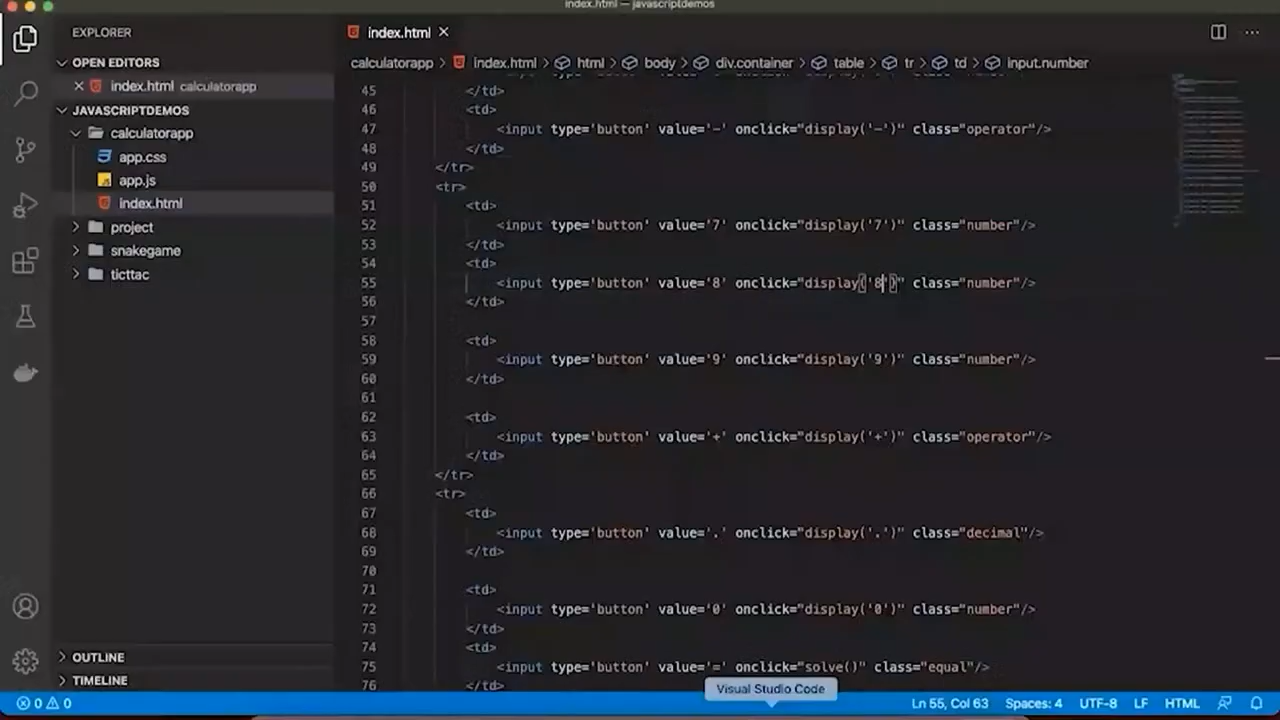 index.html — javascriptdemos
EXPLORER
OPEN EDITORS
index.html calculatorapp
JAVASCRIPTDEMOS
calculatorapp
app.css
app.js
index.html
project
snakegame
ticttac
OUTLINE
TIMELINE
index.html
calculatorapp > index.html > html > body > div.container > table > tr > td > input.number
45 </td>
46 <td>
47 <input type='button' value='-' onclick="display('-')" class="operator"/>
48 </td>
49 </tr>
50 <tr>
51 <td>
52 <input type='button' value='7' onclick="display('7')" class="number"/>
53 </td>
54 <td>
55 <input type='button' value='8' onclick="display('8')" class="number"/>
56 </td>
57
58 <td>
59 <input type='button' value='9' onclick="display('9')" class="number"/>
60 </td>
61
62 <td>
63 <input type='button' value='+' onclick="display('+')" class="operator"/>
64 </td>
65 </tr>
66 <tr>
67 <td>
68 <input type='button' value='.' onclick="display('.')" class="decimal"/>
69 </td>
70
71 <td>
72 <input type='button' value='0' onclick="display('0')" class="number"/>
73 </td>
74 <td>
75 <input type='button' value='=' onclick="solve()" class="equal"/>
76 </td>
Visual Studio Code
0 0 Ln 55, Col 63 Spaces: 4 UTF-8 LF HTML